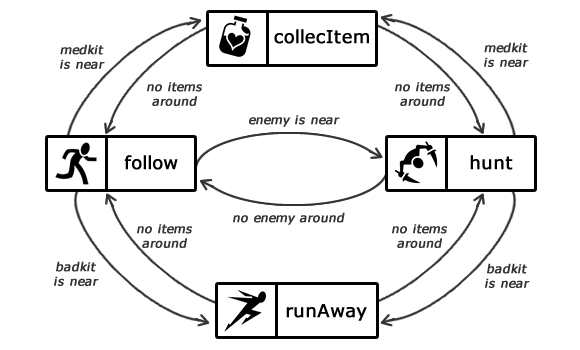 collecItem
medkit
is near
medkit
is near
no items
around
no items
around
enemy is near
follow
hunt
no enemy around
no items
around
no items
around
badkit
is near
badkit
is near
runAway